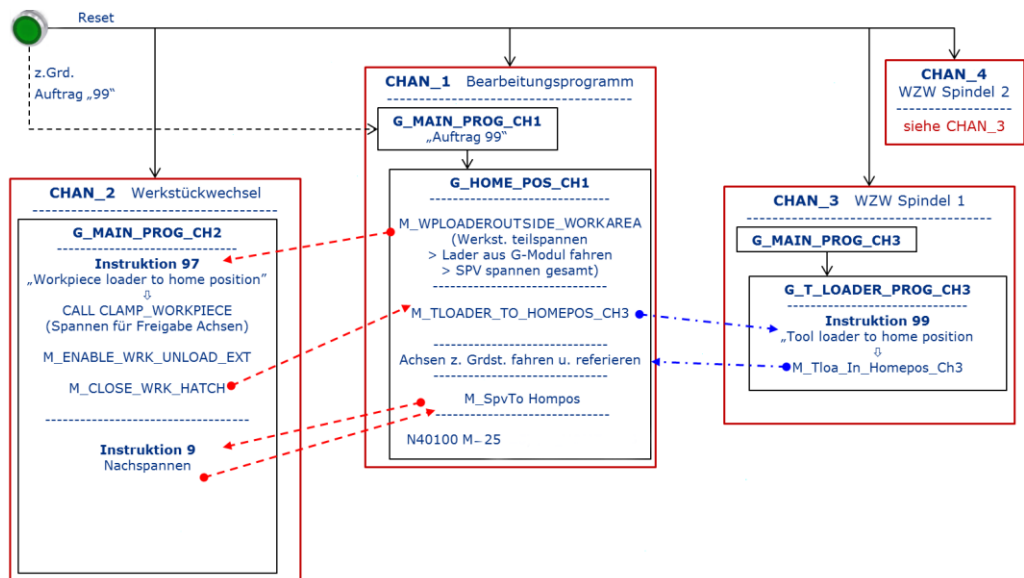 Reset
z.Grd.
Auftrag „99“
CHAN_1 Bearbeitungsprogramm
G_MAIN_PROG_CH1
„Auftrag 99“
G_HOME_POS_CH1
M_WPLOADEROUTSIDE_WORKAREA
(Werkst. teilspannen
> Lader aus G-Modul fahren
> SPV spannen gesamt)
M_TLOADER_TO_HOMEPOS_CH3
Achsen z. Grdst. fahren u. referieren
M_SpvTo Hompos
N40100 M~ 25
CHAN_2 Werkstückwechsel
G_MAIN_PROG_CH2
Instruktion 97
„Workpiece loader to home position”
⇩
CALL CLAMP_WORKPIECE
(Spannen für Freigabe Achsen)
M_ENABLE_WRK_UNLOAD_EXT
M_CLOSE_WRK_HATCH
Instruktion 9
Nachspannen
CHAN_4
WZW Spindel 2
siehe CHAN_3
CHAN_3 WZW Spindel 1
G_MAIN_PROG_CH3
G_T_LOADER_PROG_CH3
Instruktion 99
„Tool loader to home position
⇩
M_Tloa_In_Homepos_Ch3